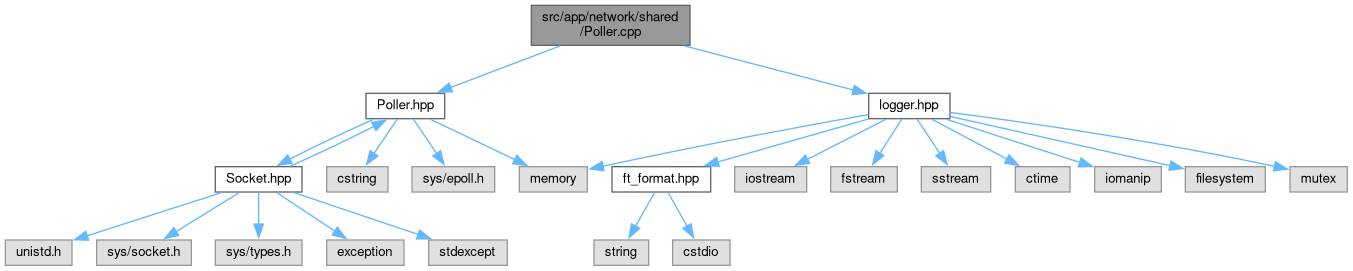 src/app/network/shared
/Poller.cpp
Poller.hpp
logger.hpp
Socket.hpp
cstring
sys/epoll.h
memory
ft_format.hpp
iostream
fstream
sstream
ctime
iomanip
filesystem
mutex
unistd.h
sys/socket.h
sys/types.h
exception
stdexcept
string
cstdio